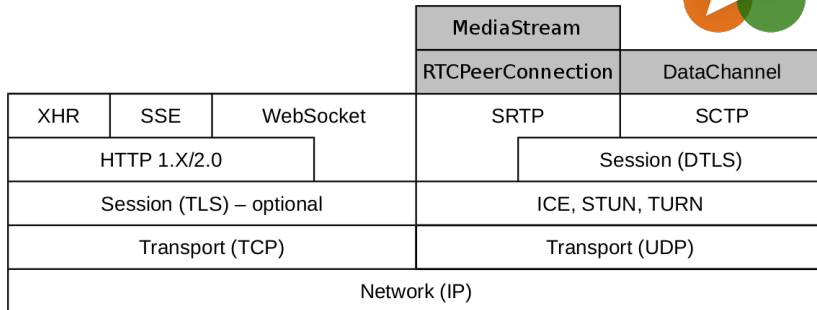 MediaStream
RTCPeerConnection DataChannel
XHR SSE WebSocket SRTP SCTP
HTTP 1.X/2.0 Session (DTLS)
Session (TLS) – optional ICE, STUN, TURN
Transport (TCP) Transport (UDP)
Network (IP)